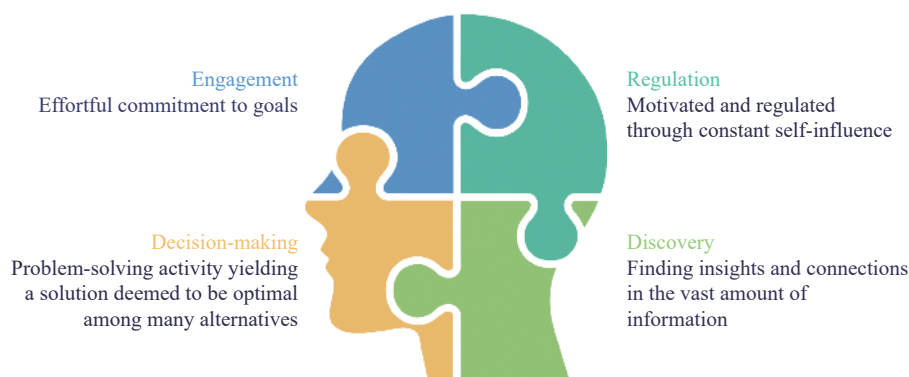 Engagement
Effortful commitment to goals
Regulation
Motivated and regulated
through constant self-influence
Decision-making
Problem-solving activity yielding
a solution deemed to be optimal
among many alternatives
Discovery
Finding insights and connections
in the vast amount of
information